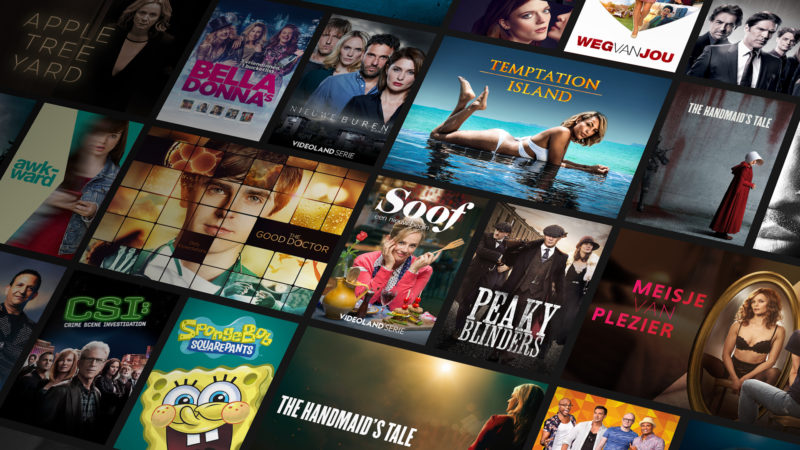 APPLE
TREE
YARD
BELLA
DONNA's
NIEUWE BUREN
VIDEOLAND SERIE
TEMPTATION
ISLAND
WEG VAN JOU
THE HANDMAID'S TALE
awk-
ward
THE
GOOD DOCTOR
Soof
een nieuw
VIDEOLAND SERIE
PEAKY
BLINDERS
MEISJE
VAN
PLEZIER
CSI:
CRIME SCENE INVESTIGATION
SPONGEBOB
SQUAREPANTS
THE HANDMAID'S TALE